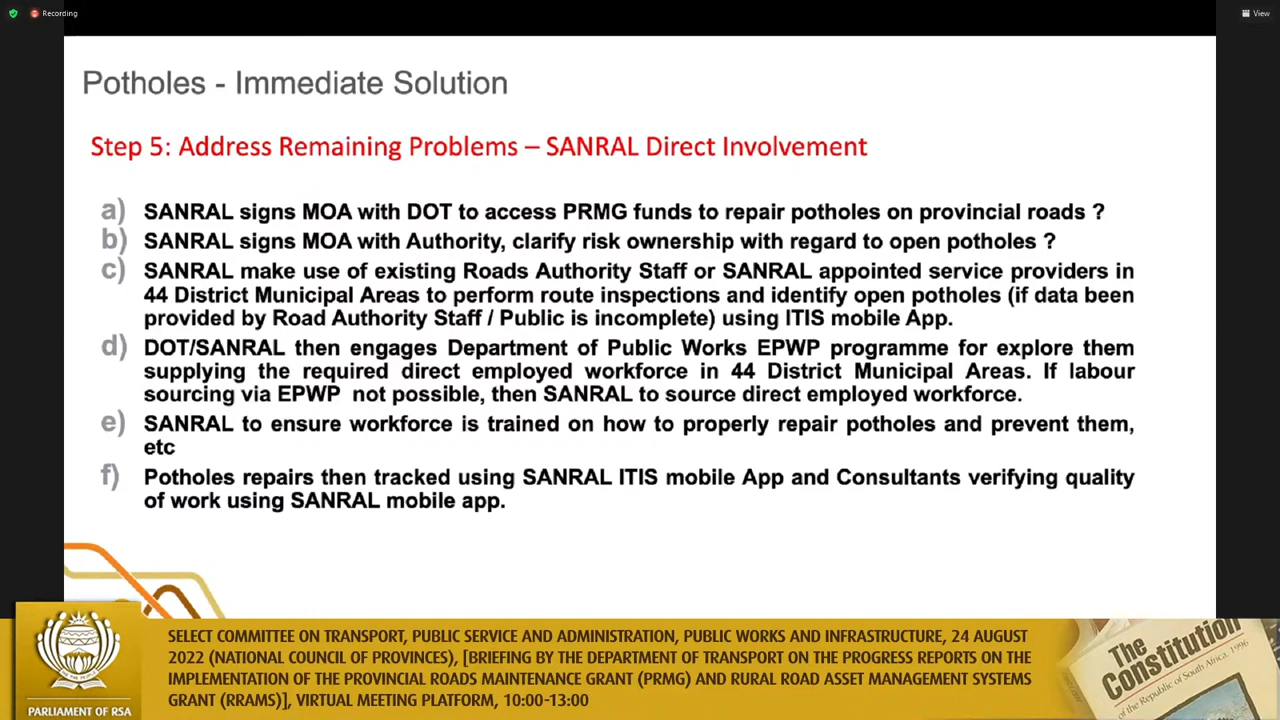 Recording
View
Potholes - Immediate Solution
Step 5: Address Remaining Problems – SANRAL Direct Involvement
a) SANRAL signs MOA with DOT to access PRMG funds to repair potholes on provincial roads ?
b) SANRAL signs MOA with Authority, clarify risk ownership with regard to open potholes ?
c) SANRAL make use of existing Roads Authority Staff or SANRAL appointed service providers in
44 District Municipal Areas to perform route inspections and identify open potholes (if data been
provided by Road Authority Staff / Public is incomplete) using ITIS mobile App.
d) DOT/SANRAL then engages Department of Public Works EPWP programme for explore them
supplying the required direct employed workforce in 44 District Municipal Areas. If labour
sourcing via EPWP not possible, then SANRAL to source direct employed workforce.
e) SANRAL to ensure workforce is trained on how to properly repair potholes and prevent them,
etc
f) Potholes repairs then tracked using SANRAL ITIS mobile App and Consultants verifying quality
of work using SANRAL mobile app.
SELECT COMMITTEE ON TRANSPORT, PUBLIC SERVICE AND ADMINISTRATION, PUBLIC WORKS AND INFRASTRUCTURE, 24 AUGUST
2022 (NATIONAL COUNCIL OF PROVINCES), [BRIEFING BY THE DEPARTMENT OF TRANSPORT ON THE PROGRESS REPORTS ON THE
IMPLEMENTATION OF THE PROVINCIAL ROADS MAINTENANCE GRANT (PRMG) AND RURAL ROAD ASSET MANAGEMENT SYSTEMS
GRANT (RRAMS)], VIRTUAL MEETING PLATFORM, 10:00-13:00
PARLIAMENT OF RSA
The
Constitution
of the Republic of South Africa, 1996